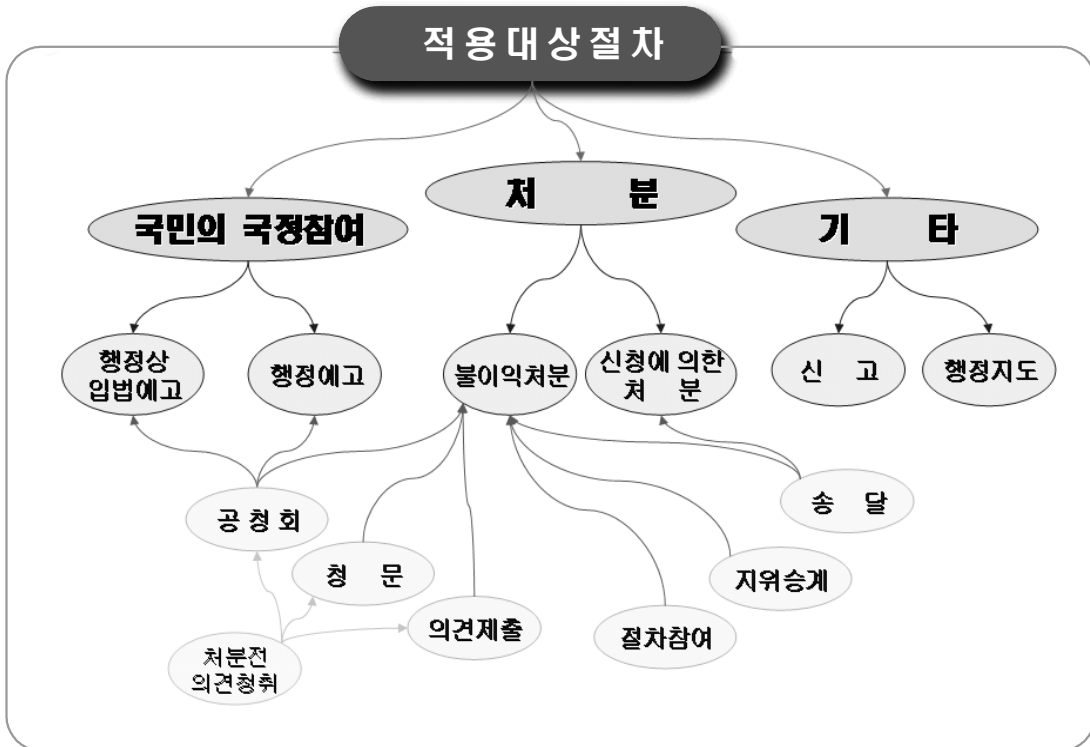 적용대상절차
처 분
국민의 국정참여
기 타
행정상
입법예고
행정예고
불이익처분
신청에 의한
처 분
신 고
행정지도
공청회
송 달
청 문
지위승계
의견제출
절차참여
처분전
의견청취